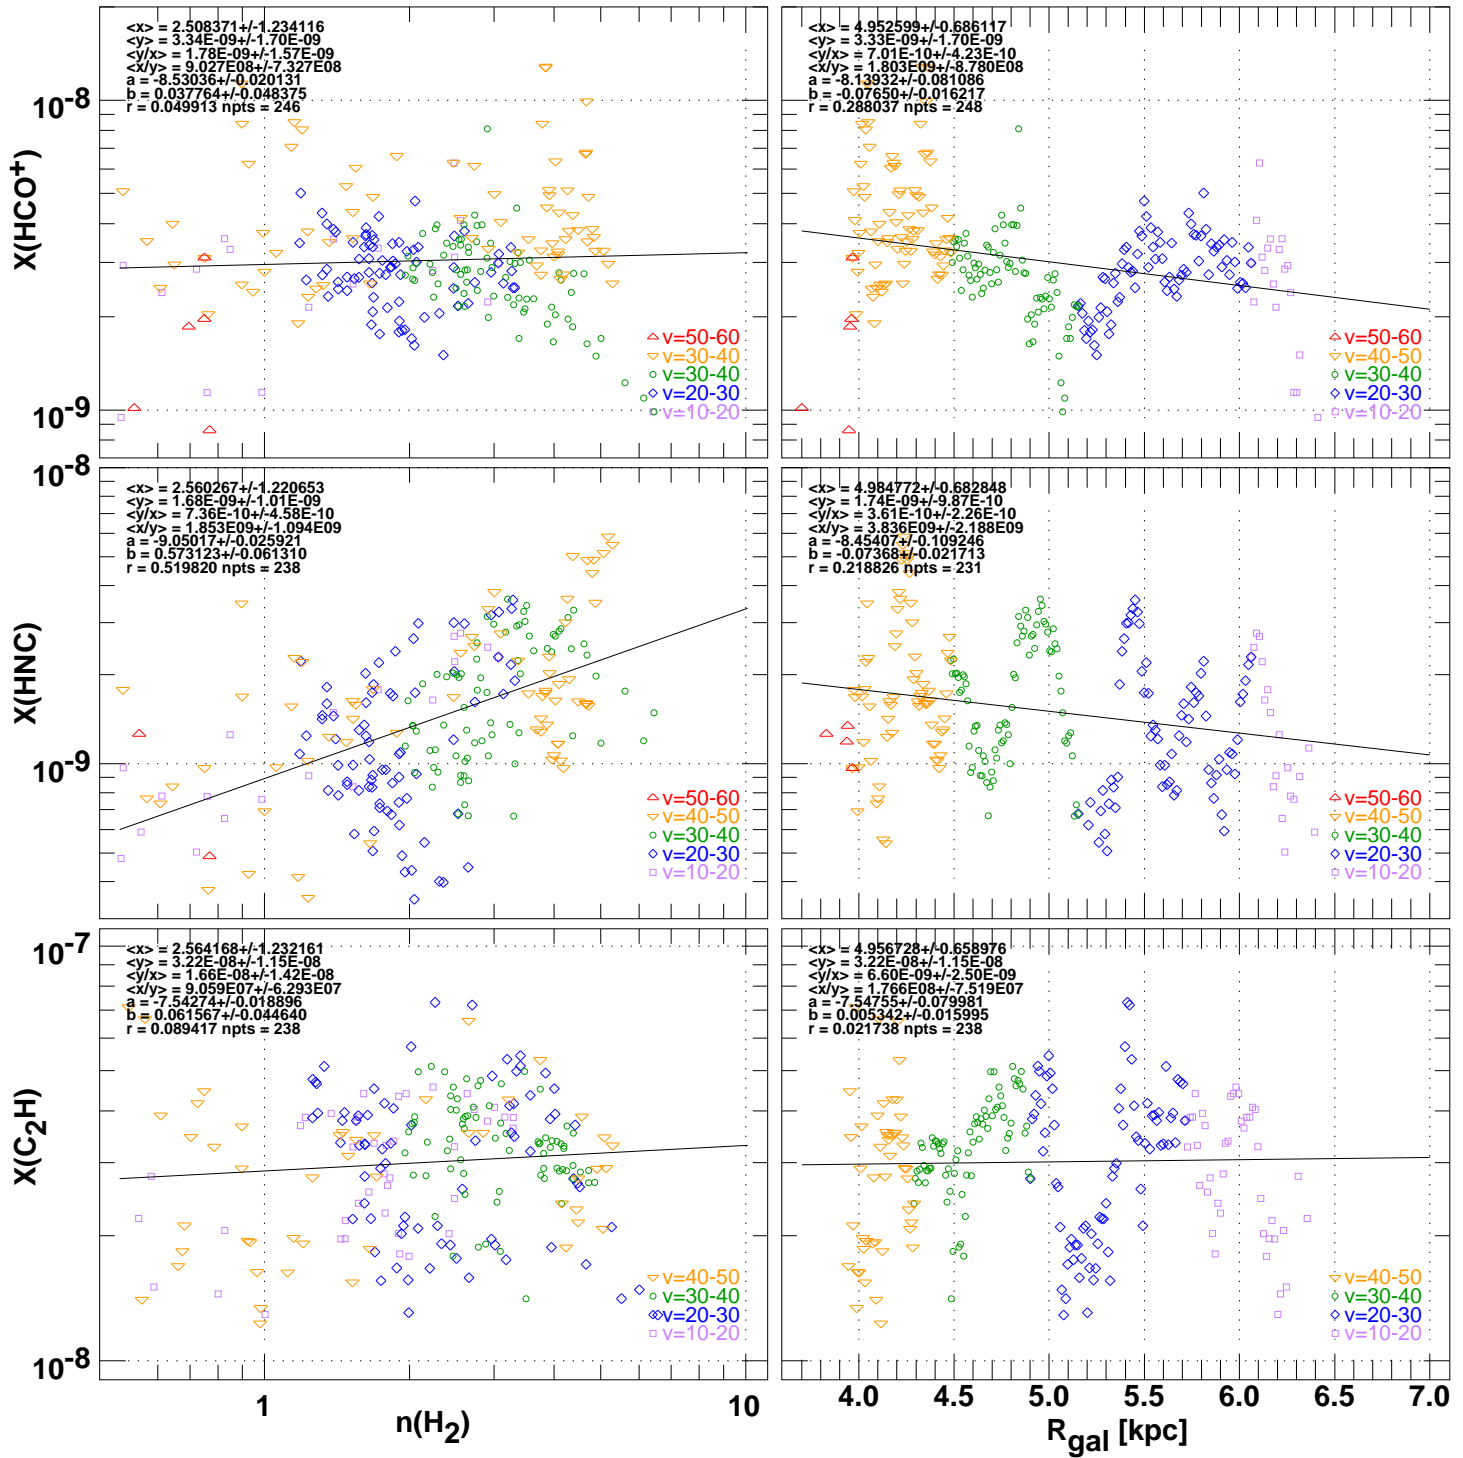 <x> = 2.508371+/-1.234116
<y> = 3.34E-09+/-1.70E-09
<y/x> = 1.78E-09+/-1.57E-09
<x/y> = 9.027E08+/-7.327E08
a = -8.53036+/-0.020131
b = 0.037764+/-0.048375
r = 0.049913 npts = 246
10-8
X(HCO+)
10-9
v=50-60
v=30-40
v=30-40
v=20-30
v=10-20
<x> = 4.952599+/-0.686117
<y> = 3.33E-09+/-1.70E-09
<y/x> = 7.01E-10+/-4.23E-10
<x/y> = 1.803E09+/-8.780E08
a = -8.13932+/-0.081086
b = -0.07650+/-0.016217
r = 0.288037 npts = 248
v=50-60
v=40-50
v=30-40
v=20-30
v=10-20
10-8
<x> = 2.560267+/-1.220653
<y> = 1.68E-09+/-1.01E-09
<y/x> = 7.36E-10+/-4.58E-10
<x/y> = 1.853E09+/-1.094E09
a = -9.05017+/-0.025921
b = 0.573123+/-0.061310
r = 0.519820 npts = 238
X(HNC)
10-9
v=50-60
v=40-50
v=30-40
v=20-30
v=10-20
<x> = 4.984772+/-0.682848
<y> = 1.74E-09+/-9.87E-10
<y/x> = 3.61E-10+/-2.26E-10
<x/y> = 3.836E09+/-2.188E09
a = -8.45407+/-0.109246
b = -0.07368+/-0.021713
r = 0.218826 npts = 231
v=50-60
v=40-50
v=30-40
v=20-30
v=10-20
10-7
<x> = 2.564168+/-1.232161
<y> = 3.22E-08+/-1.15E-08
<y/x> = 1.66E-08+/-1.42E-08
<x/y> = 9.059E07+/-6.293E07
a = -7.54274+/-0.018896
b = 0.061567+/-0.044640
r = 0.089417 npts = 238
X(C2H)
10-8
v=40-50
v=30-40
v=20-30
v=10-20
1
10
n(H2)
<x> = 4.956728+/-0.658976
<y> = 3.22E-08+/-1.15E-08
<y/x> = 6.60E-09+/-2.50E-09
<x/y> = 1.766E08+/-7.519E07
a = -7.54755+/-0.079981
b = 0.005342+/-0.015995
r = 0.021738 npts = 238
v=40-50
v=30-40
v=20-30
v=10-20
4.0 4.5 5.0 5.5 6.0 6.5 7.0
Rgal [kpc]